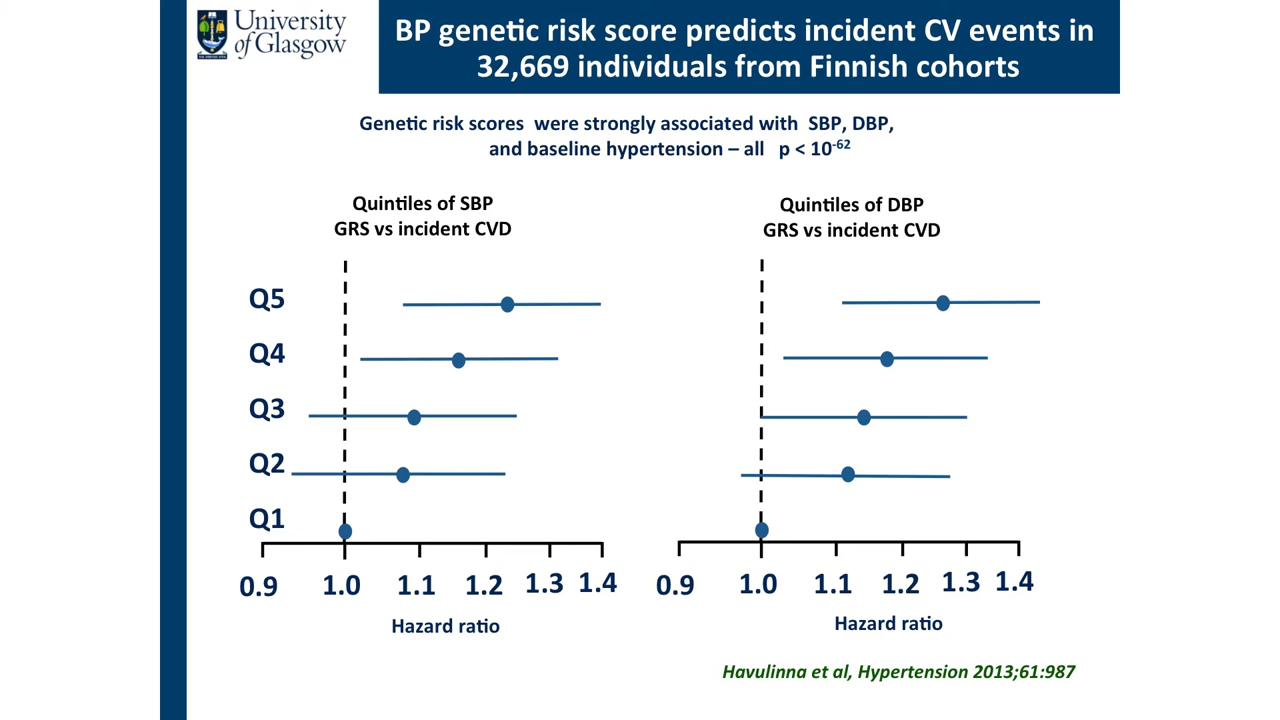 University
of Glasgow
BP genetic risk score predicts incident CV events in
32,669 individuals from Finnish cohorts
Genetic risk scores were strongly associated with SBP, DBP,
and baseline hypertension – all p < 10-62
Quintiles of SBP
GRS vs incident CVD
Quintiles of DBP
GRS vs incident CVD
Q5
Q4
Q3
Q2
Q1
0.9 1.0 1.1 1.2 1.3 1.4
0.9 1.0 1.1 1.2 1.3 1.4
Hazard ratio
Hazard ratio
Havulinna et al, Hypertension 2013;61:987